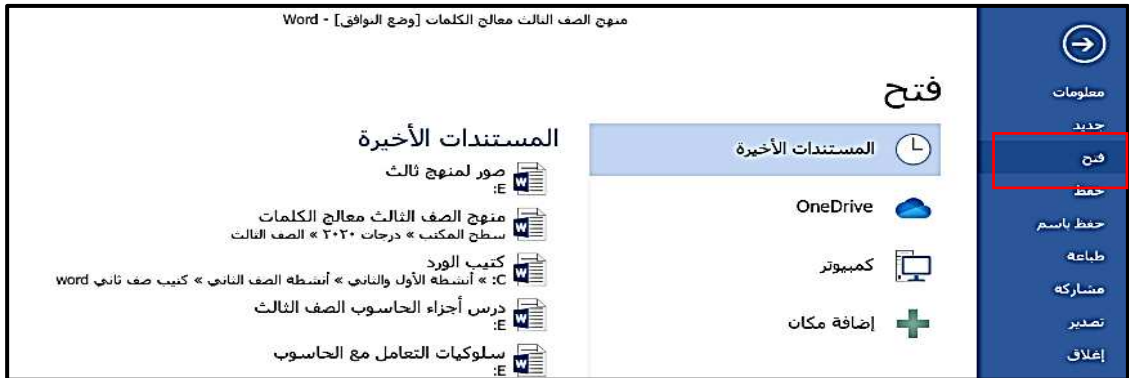 منهج الصف الثالث معالج الكلمات [وضع التوافق] - Word
معلومات
جديد
فتح
حفظ
حفظ باسم
طباعة
مشاركة
تصدير
إغلاق
فتح
المستندات الأخيرة
OneDrive
كمبيوتر
إضافة مكان
المستندات الأخيرة
صور لمنهج ثالث
E:
منهج الصف الثالث معالج الكلمات
سطح المكتب » درجات ٢٠٢٠ » الصف الثالث
كتيب الورد
C: » أنشطة الأول والثاني » أنشطة الصف الثاني » كتيب صف ثاني word
درس أجزاء الحاسوب الصف الثالث
E:
سلوكيات التعامل مع الحاسوب
E: